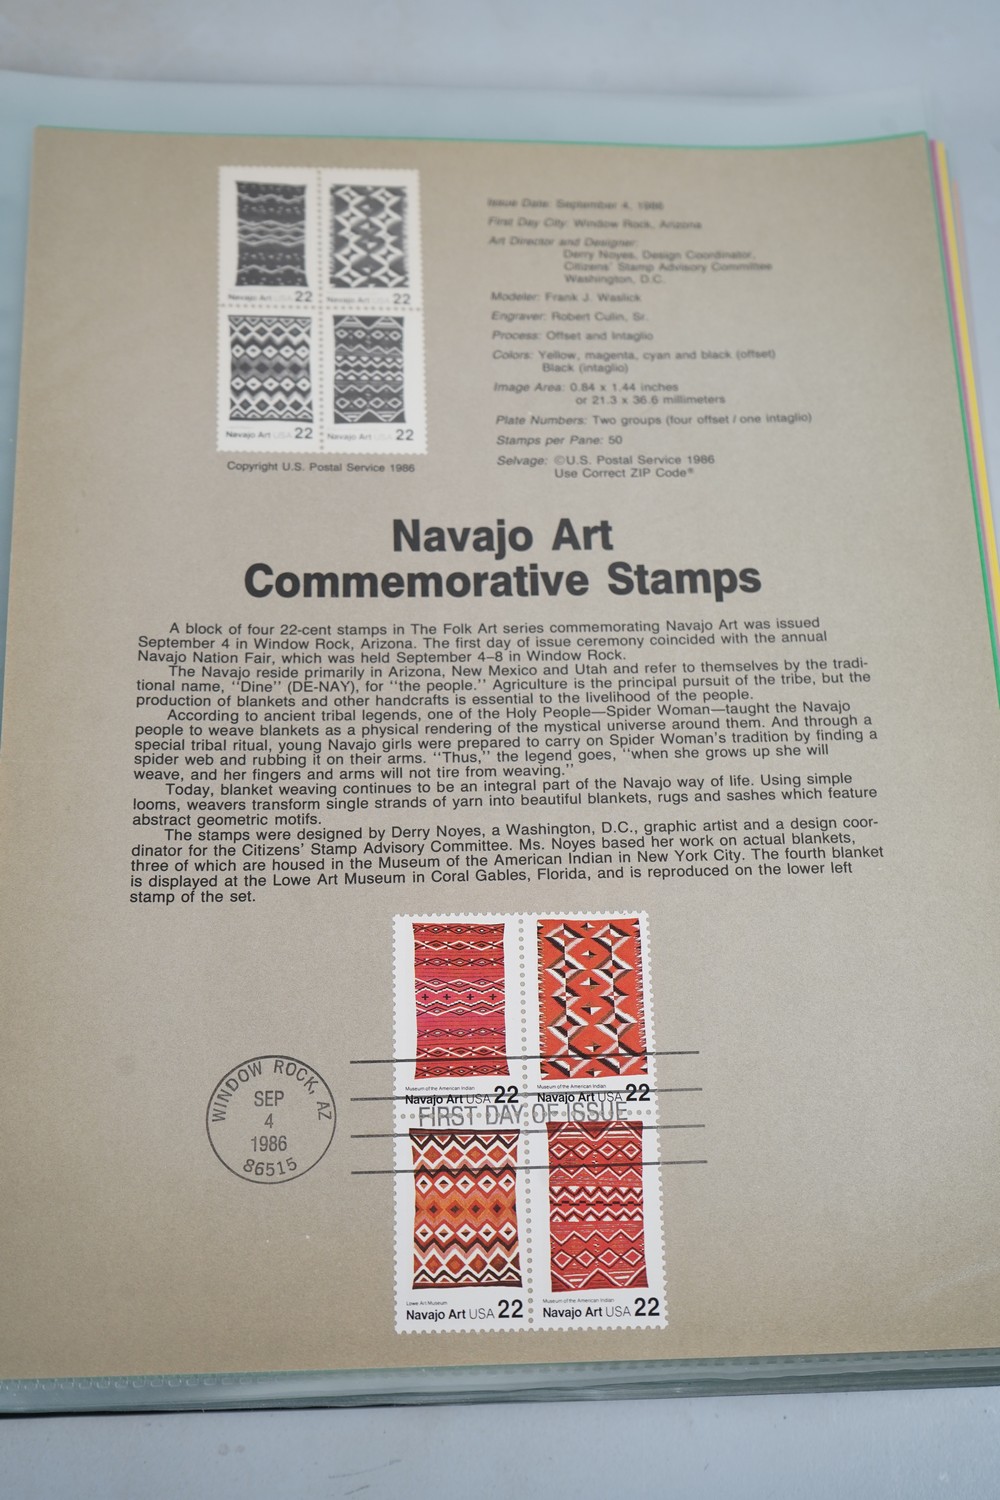 Navajo Art USA 22
Navajo Art USA 22
Navajo Art USA 22
Navajo Art USA 22
Copyright U.S. Postal Service 1986
Issue Date: September 4, 1986
First Day City: Window Rock, Arizona
Art Director and Designer:
Derry Noyes, Design Coordinator,
Citizens' Stamp Advisory Committee
Washington, D.C.
Modeler: Frank J. Waslick
Engraver: Robert Culin, Sr.
Process: Offset and Intaglio
Colors: Yellow, magenta, cyan and black (offset)
Black (intaglio)
Image Area: 0.84 x 1.44 inches
or 21.3 x 36.6 millimeters
Plate Numbers: Two groups (four offset / one intaglio)
Stamps per Pane: 50
Selvage: ©U.S. Postal Service 1986
Use Correct ZIP Code®
Navajo Art
Commemorative Stamps
A block of four 22-cent stamps in The Folk Art series commemorating Navajo Art was issued
September 4 in Window Rock, Arizona. The first day of issue ceremony coincided with the annual
Navajo Nation Fair, which was held September 4–8 in Window Rock.
The Navajo reside primarily in Arizona, New Mexico and Utah and refer to themselves by the tradi-
tional name, "Dine" (DE-NAY), for "the people." Agriculture is the principal pursuit of the tribe, but the
production of blankets and other handcrafts is essential to the livelihood of the people.
According to ancient tribal legends, one of the Holy People—Spider Woman—taught the Navajo
people to weave blankets as a physical rendering of the mystical universe around them. And through a
special tribal ritual, young Navajo girls were prepared to carry on Spider Woman's tradition by finding a
spider web and rubbing it on their arms. "Thus," the legend goes, "when she grows up she will
weave, and her fingers and arms will not tire from weaving."
Today, blanket weaving continues to be an integral part of the Navajo way of life. Using simple
looms, weavers transform single strands of yarn into beautiful blankets, rugs and sashes which feature
abstract geometric motifs.
The stamps were designed by Derry Noyes, a Washington, D.C., graphic artist and a design coor-
dinator for the Citizens' Stamp Advisory Committee. Ms. Noyes based her work on actual blankets,
three of which are housed in the Museum of the American Indian in New York City. The fourth blanket
is displayed at the Lowe Art Museum in Coral Gables, Florida, and is reproduced on the lower left
stamp of the set.
WINDOW ROCK, AZ
SEP
4
1986
86515
Museum of the American Indian
Navajo Art USA 22
Museum of the American Indian
Navajo Art USA 22
FIRST DAY OF ISSUE
Lowe Art Museum
Navajo Art USA 22
Museum of the American Indian
Navajo Art USA 22